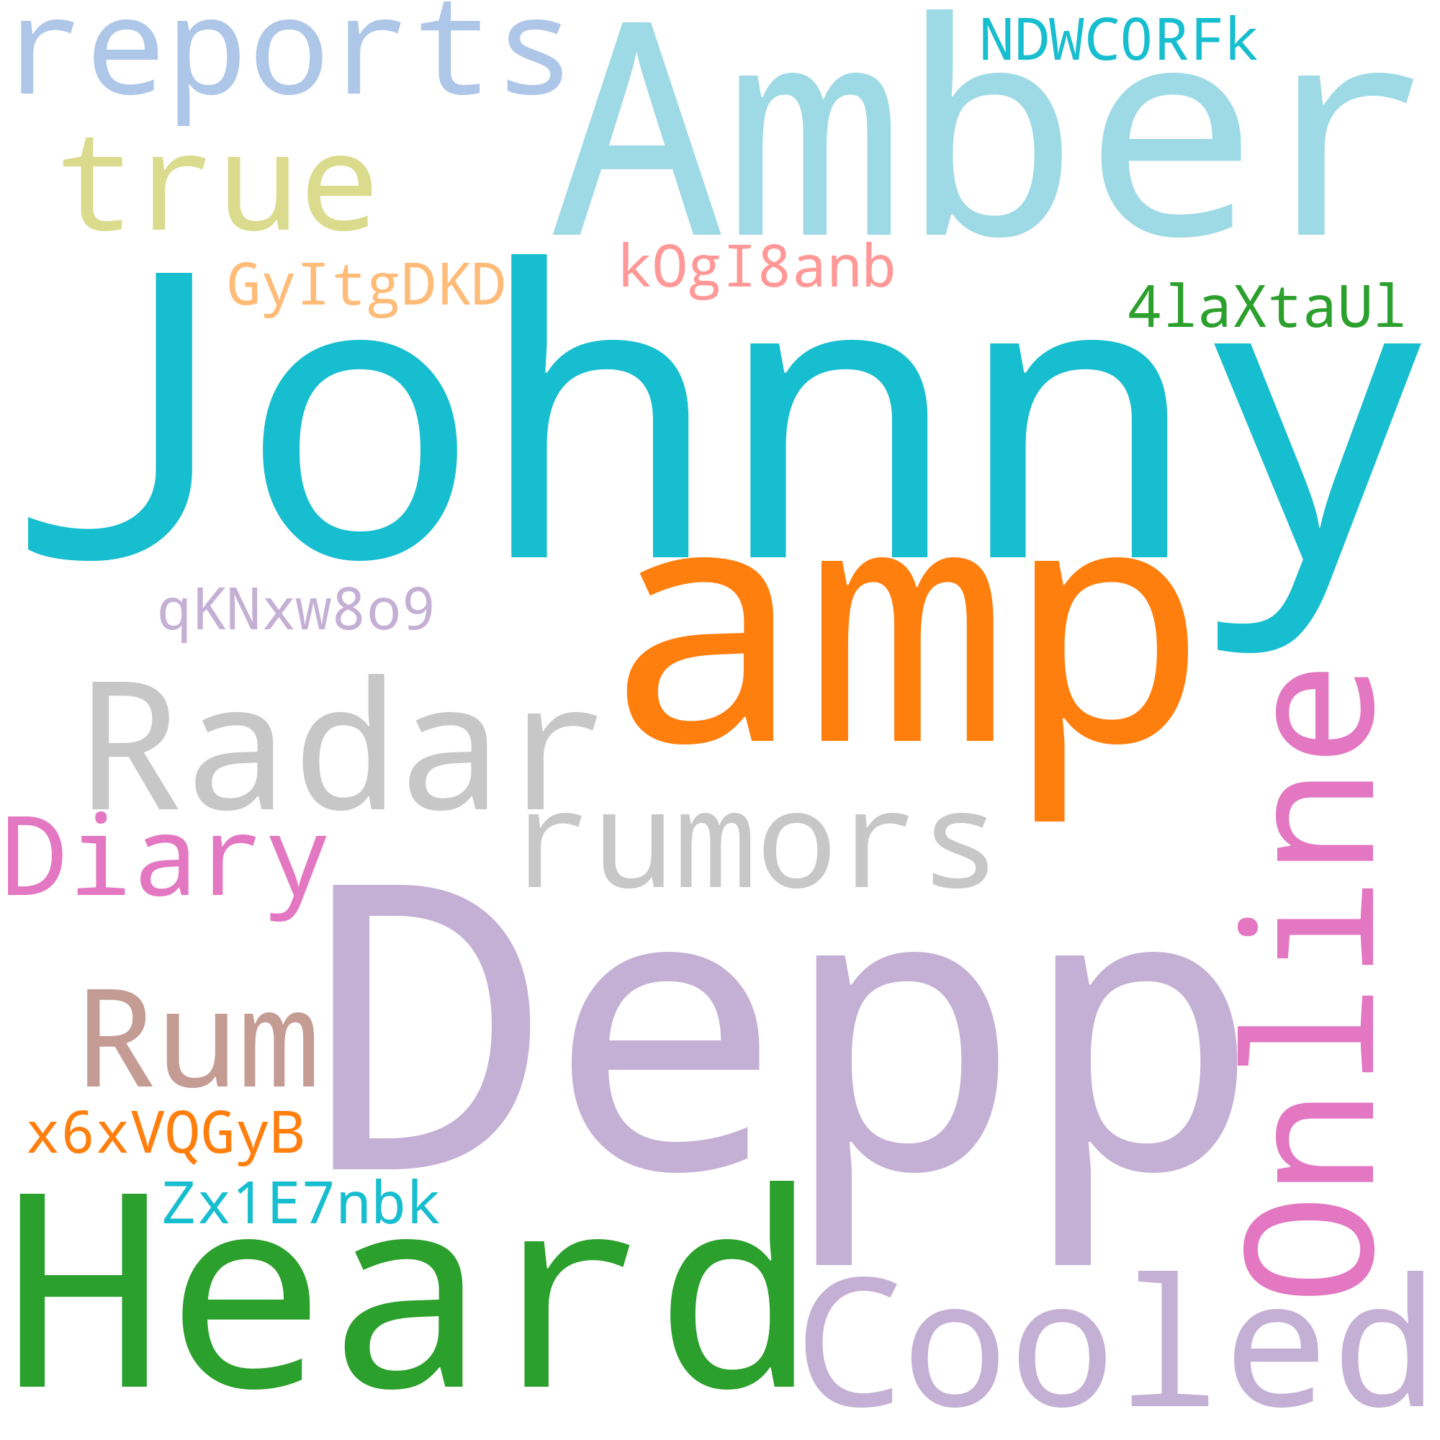 reports
Amber
NDWC0RFk
true
GyItgDKD
kOgI8anb
4laXtaUl
Johnny
amp
qKNxw8o9
Radar
Online
rumors
Diary
Depp
Rum
x6xVQGyB
Zx1E7nbk
Heard
Cooled